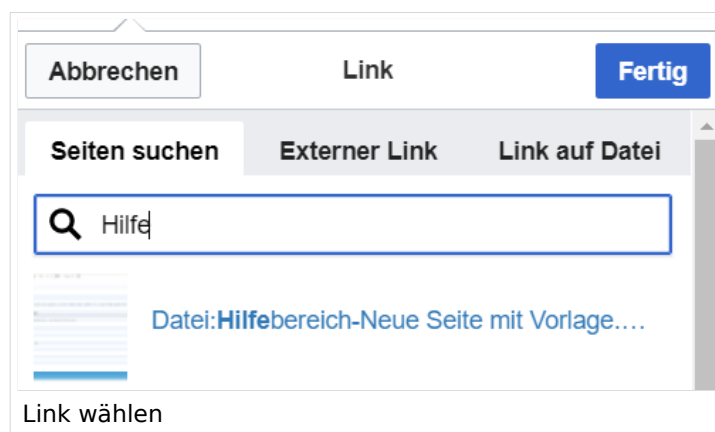 Abbrechen Link Fertig
Seiten suchen Externer Link Link auf Datei
Hilfe
Datei:Hilfebereich-Neue Seite mit Vorlage....
Link wählen